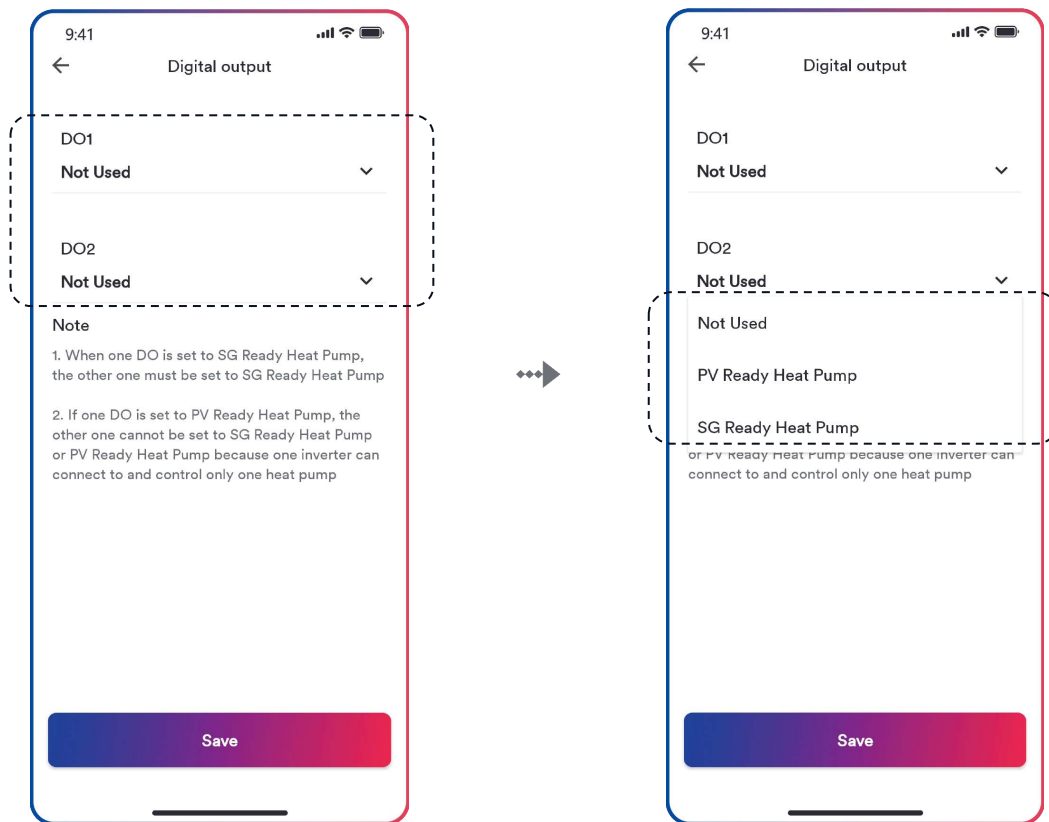 9:41
Digital output
DO1
Not Used
DO2
Not Used
Note
1. When one DO is set to SG Ready Heat Pump,
the other one must be set to SG Ready Heat Pump
2. If one DO is set to PV Ready Heat Pump, the
other one cannot be set to SG Ready Heat Pump
or PV Ready Heat Pump because one inverter can
connect to and control only one heat pump
Save
9:41
Digital output
DO1
Not Used
DO2
Not Used
Not Used
PV Ready Heat Pump
SG Ready Heat Pump
or PV Ready Heat Pump because one inverter can
connect to and control only one heat pump
Save